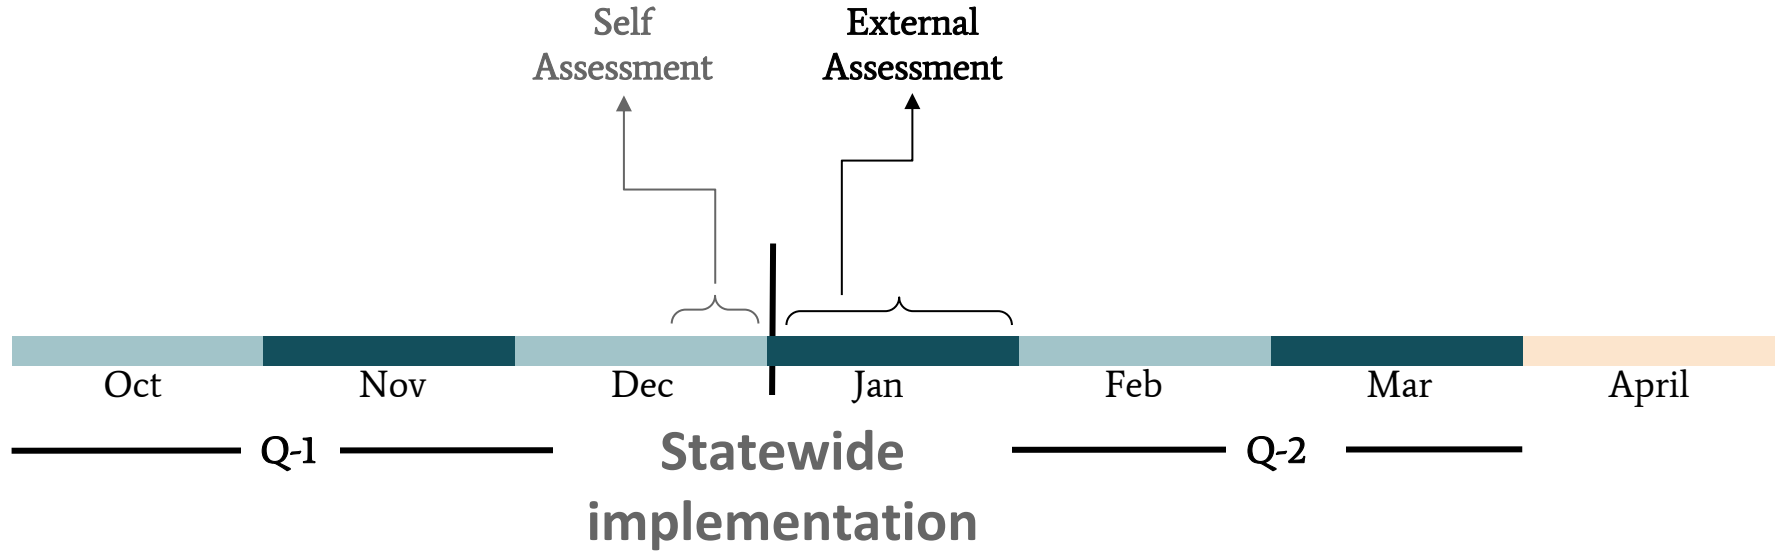 Self
Assessment
External
Assessment
Oct Nov Dec Jan Feb Mar April
Q-1
Statewide
implementation
Q-2